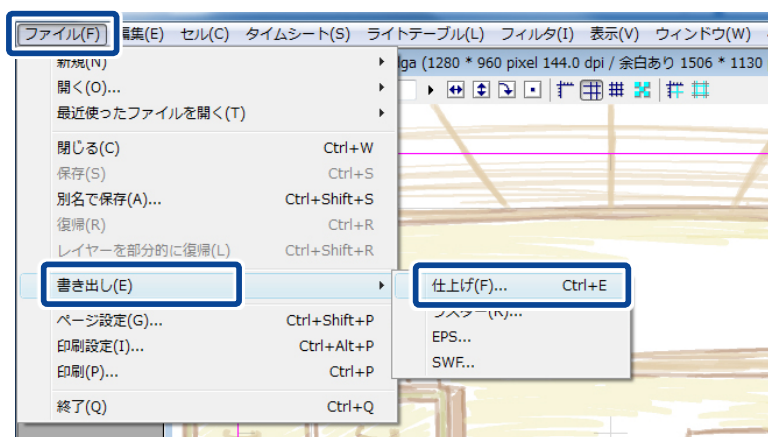 ファイル(F) 編集(E) セル(C) タイムシート(S) ライトテーブル(L) フィルタ(I) 表示(V) ウィンドウ(W)
新規(N)
lga (1280 * 960 pixel 144.0 dpi / 余白あり 1506 * 1130
開く(O)...
最近使ったファイルを開く(T)
閉じる(C) Ctrl+W
保存(S) Ctrl+S
別名で保存(A)... Ctrl+Shift+S
復帰(R) Ctrl+R
レイヤーを部分的に復帰(L) Ctrl+Shift+R
書き出し(E)
仕上げ(F)... Ctrl+E
ラスター(R)...
EPS...
SWF...
ページ設定(G)... Ctrl+Shift+P
印刷設定(I)... Ctrl+Alt+P
印刷(P)... Ctrl+P
終了(Q) Ctrl+Q